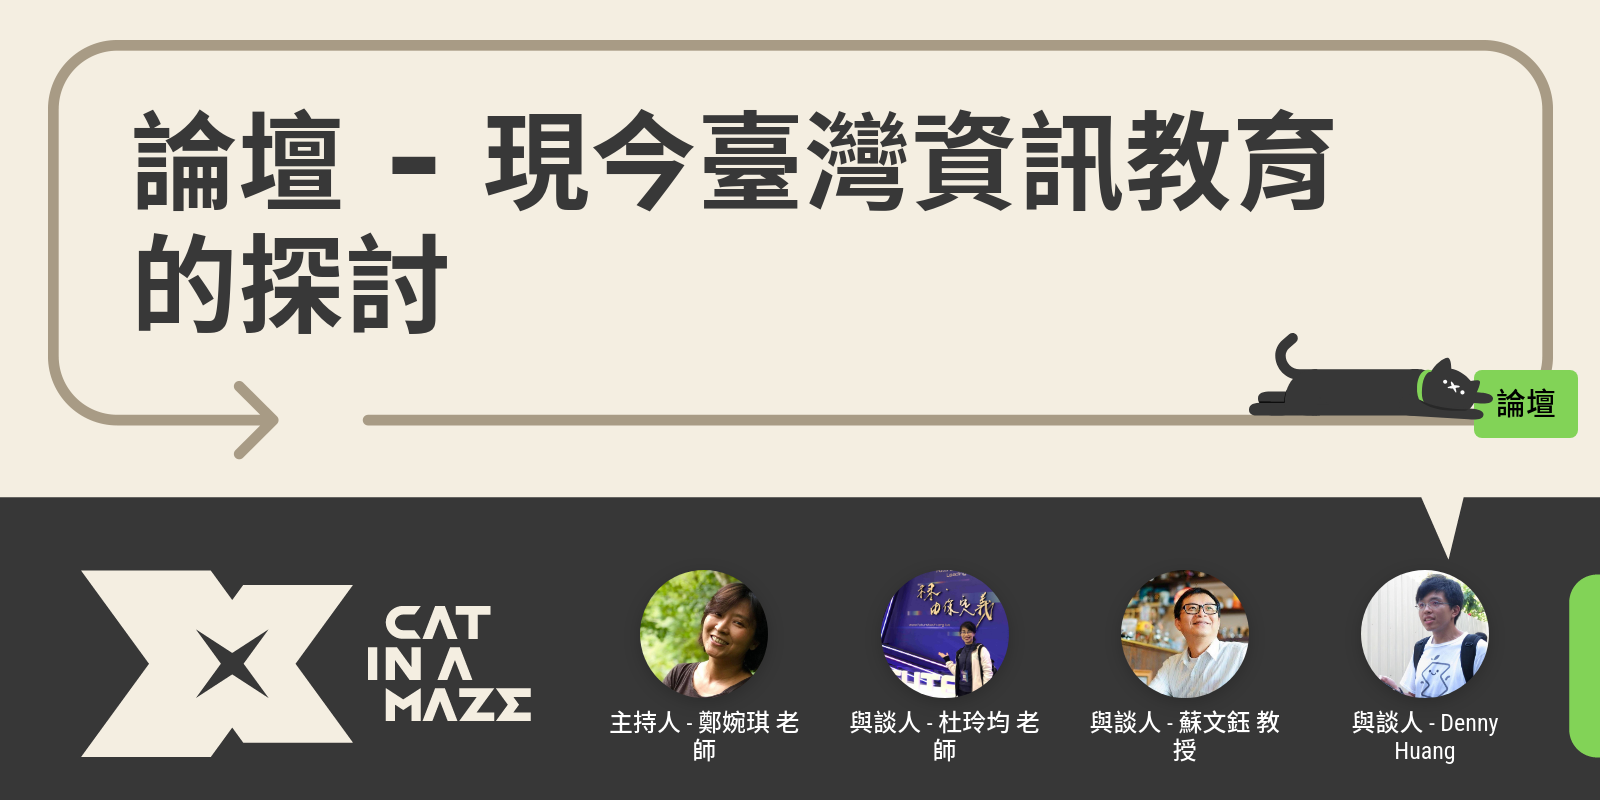 論壇 - 現今臺灣資訊教育
的探討
論壇
CAT
IN A
MAZE
主持人 - 鄭婉琪 老
師
與談人 - 杜玲均 老
師
與談人 - 蘇文鈺 教
授
與談人 - Denny
Huang